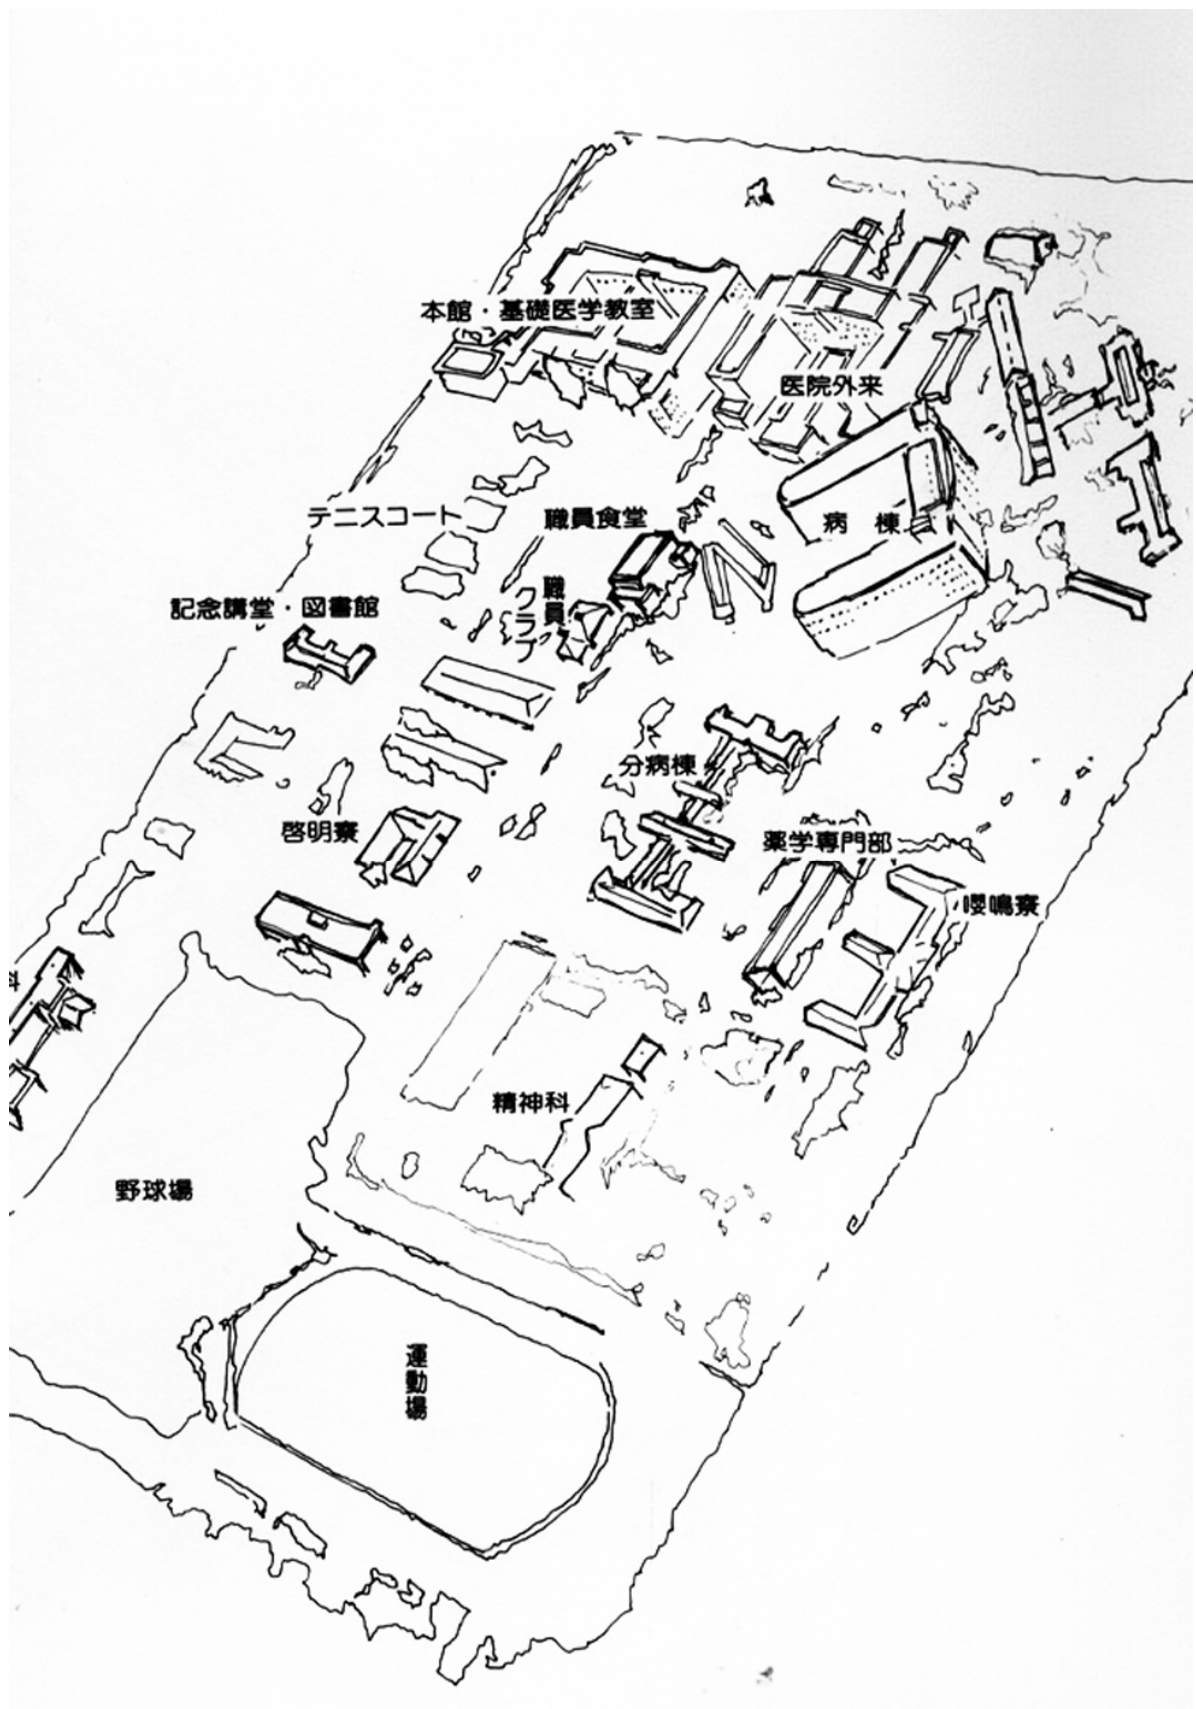 本館・基礎医学教室
医院外来
テニスコート
職員食堂
病棟
職員
クラブ
記念講堂・図書館
分病棟
啓明寮
薬学専門部
嚶鳴寮
科
精神科
野球場
運動場